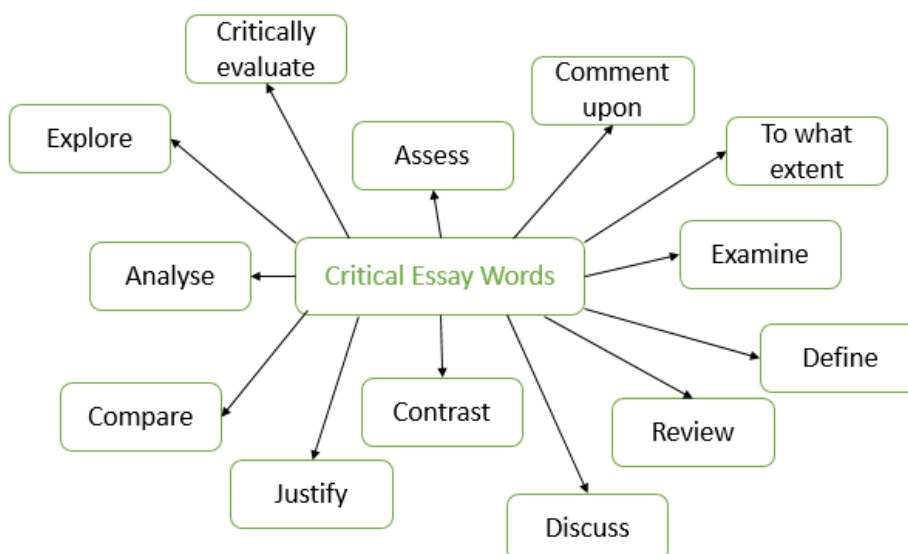 Critically
evaluate
Comment
upon
Explore
Assess
To what
extent
Analyse
Critical Essay Words
Examine
Define
Compare
Contrast
Review
Justify
Discuss